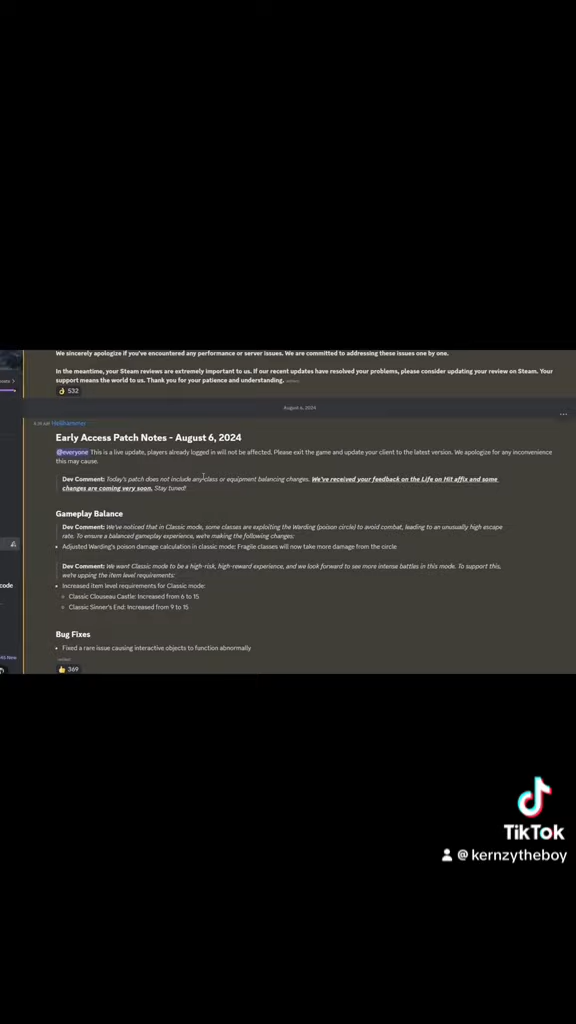 We sincerely apologize if you've encountered any performance or server issues. We are committed to addressing these issues one by one.
In the meantime, your Steam reviews are extremely important to us. If our recent updates have resolved your problems, please consider updating your review on Steam. Your
support means the world to us. Thank you for your patience and understanding.
532
August 6, 2024
Early Access Patch Notes - August 6, 2024
@everyone This is a live update, players already logged in will not be affected. Please exit the game and update your client to the latest version. We apologize for any inconvenience
this may cause.
Dev Comment: Today's patch does not include any class or equipment balancing changes. We've received your feedback on the Life on Hit affix and some
changes are coming very soon. Stay tuned!
Gameplay Balance
Dev Comment: We've noticed that in Classic mode, some classes are exploiting the Warding (poison circle) to avoid combat, leading to an unusually high escape
rate. To ensure a balanced gameplay experience, we're making the following changes:
• Adjusted Warding's poison damage calculation in classic mode: Fragile classes will now take more damage from the circle
Dev Comment: We want Classic mode to be a high-risk, high-reward experience, and we look forward to see more intense battles in this mode. To support this,
we're upping the item level requirements:
• Increased item level requirements for Classic mode:
○ Classic Clouseau Castle: Increased from 6 to 15
○ Classic Sinner's End: Increased from 9 to 15
code
Bug Fixes
• Fixed a rare issue causing interactive objects to function abnormally
369
TikTok
@ kernzytheboy